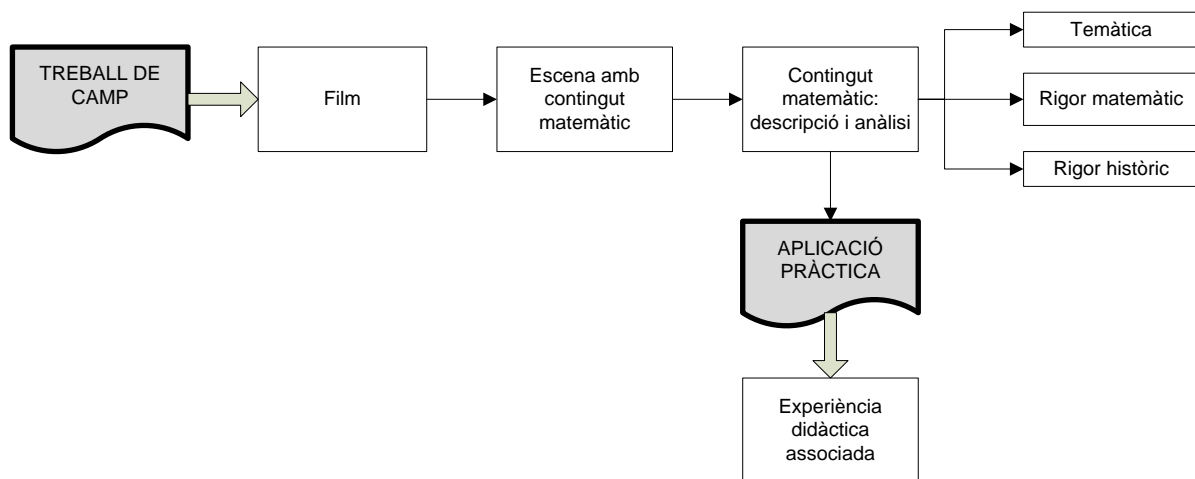 TREBALL DE
CAMP
Film
Escena amb
contingut
matemàtic
Contingut
matemàtic:
descripció i anàlisi
Temàtica
Rigor matemàtic
Rigor històric
APLICACIÓ
PRÀCTICA
Experiència
didàctica
associada